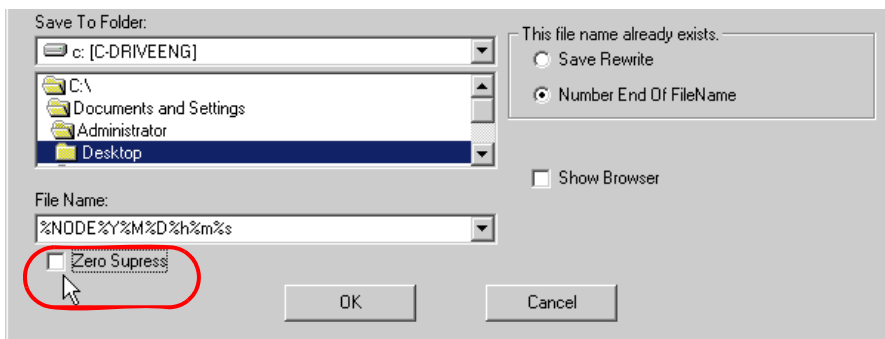 Save To Folder:
c: [C-DRIVEENG]
C:\
Documents and Settings
Administrator
Desktop
File Name:
%NODE%Y%M%D%h%m%s
Zero Supress
This file name already exists.
Save Rewrite
Number End Of FileName
Show Browser
OK
Cancel